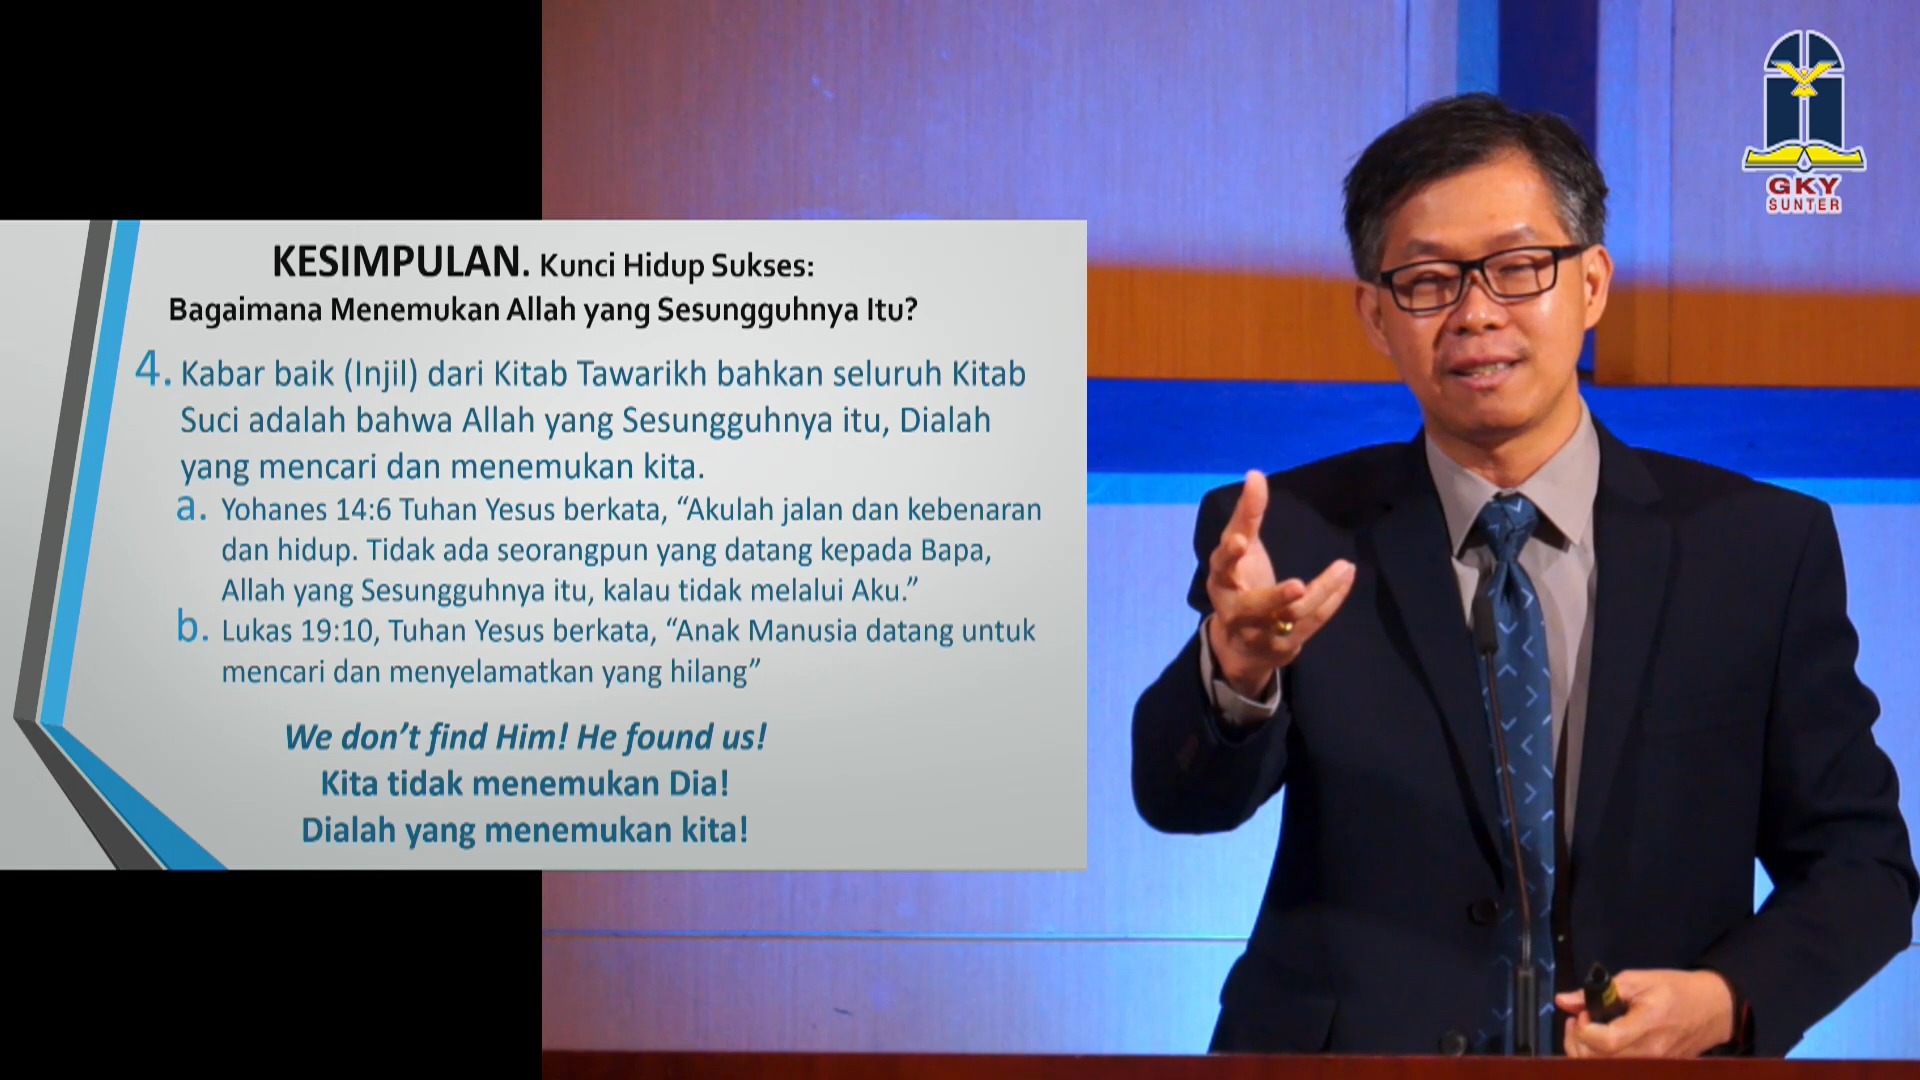 KESIMPULAN. Kunci Hidup Sukses:
Bagaimana Menemukan Allah yang Sesungguhnya Itu?
4. Kabar baik (Injil) dari Kitab Tawarikh bahkan seluruh Kitab
Suci adalah bahwa Allah yang Sesungguhnya itu, Dialah
yang mencari dan menemukan kita.
a. Yohanes 14:6 Tuhan Yesus berkata, “Akulah jalan dan kebenaran
dan hidup. Tidak ada seorangpun yang datang kepada Bapa,
Allah yang Sesungguhnya itu, kalau tidak melalui Aku.”
b. Lukas 19:10, Tuhan Yesus berkata, “Anak Manusia datang untuk
mencari dan menyelamatkan yang hilang”
We don’t find Him! He found us!
Kita tidak menemukan Dia!
Dialah yang menemukan kita!
GKY
SUNTER